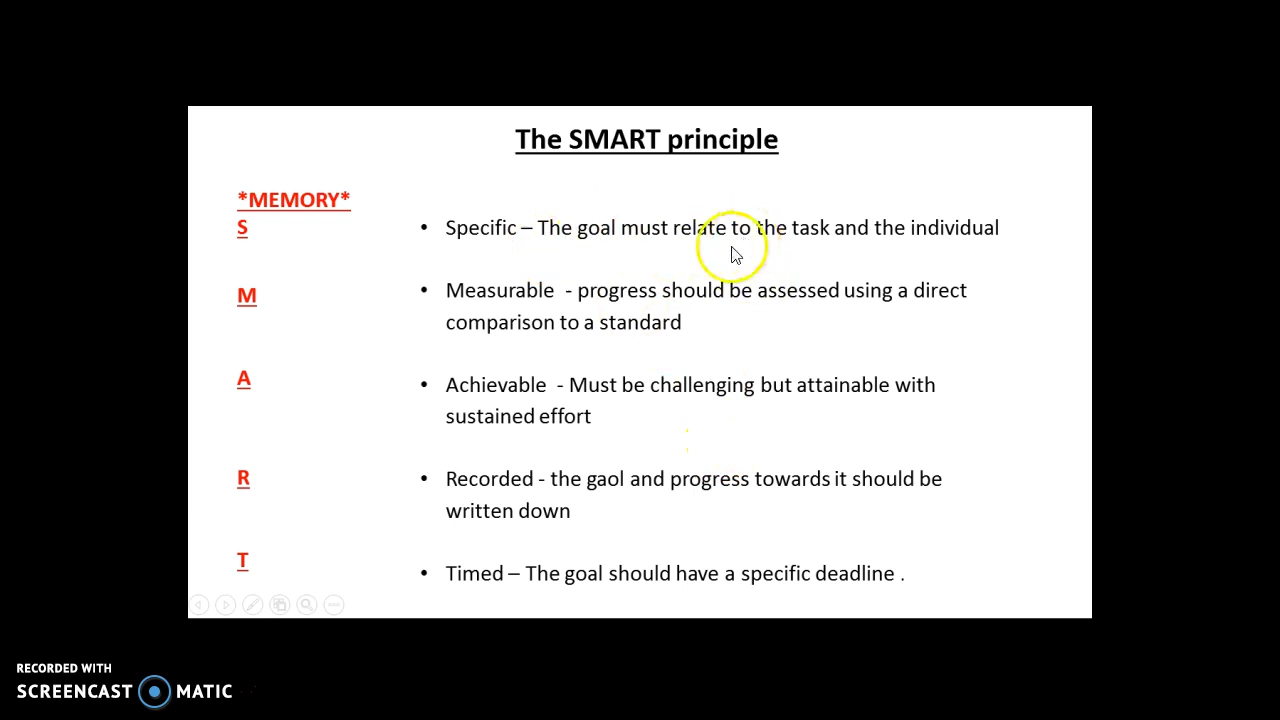 The SMART principle
*MEMORY*
S
• Specific – The goal must relate to the task and the individual
M
• Measurable  - progress should be assessed using a direct
comparison to a standard
A
• Achievable  - Must be challenging but attainable with
sustained effort
R
• Recorded - the gaol and progress towards it should be
written down
T
• Timed – The goal should have a specific deadline .
RECORDED WITH
SCREENCAST MATIC